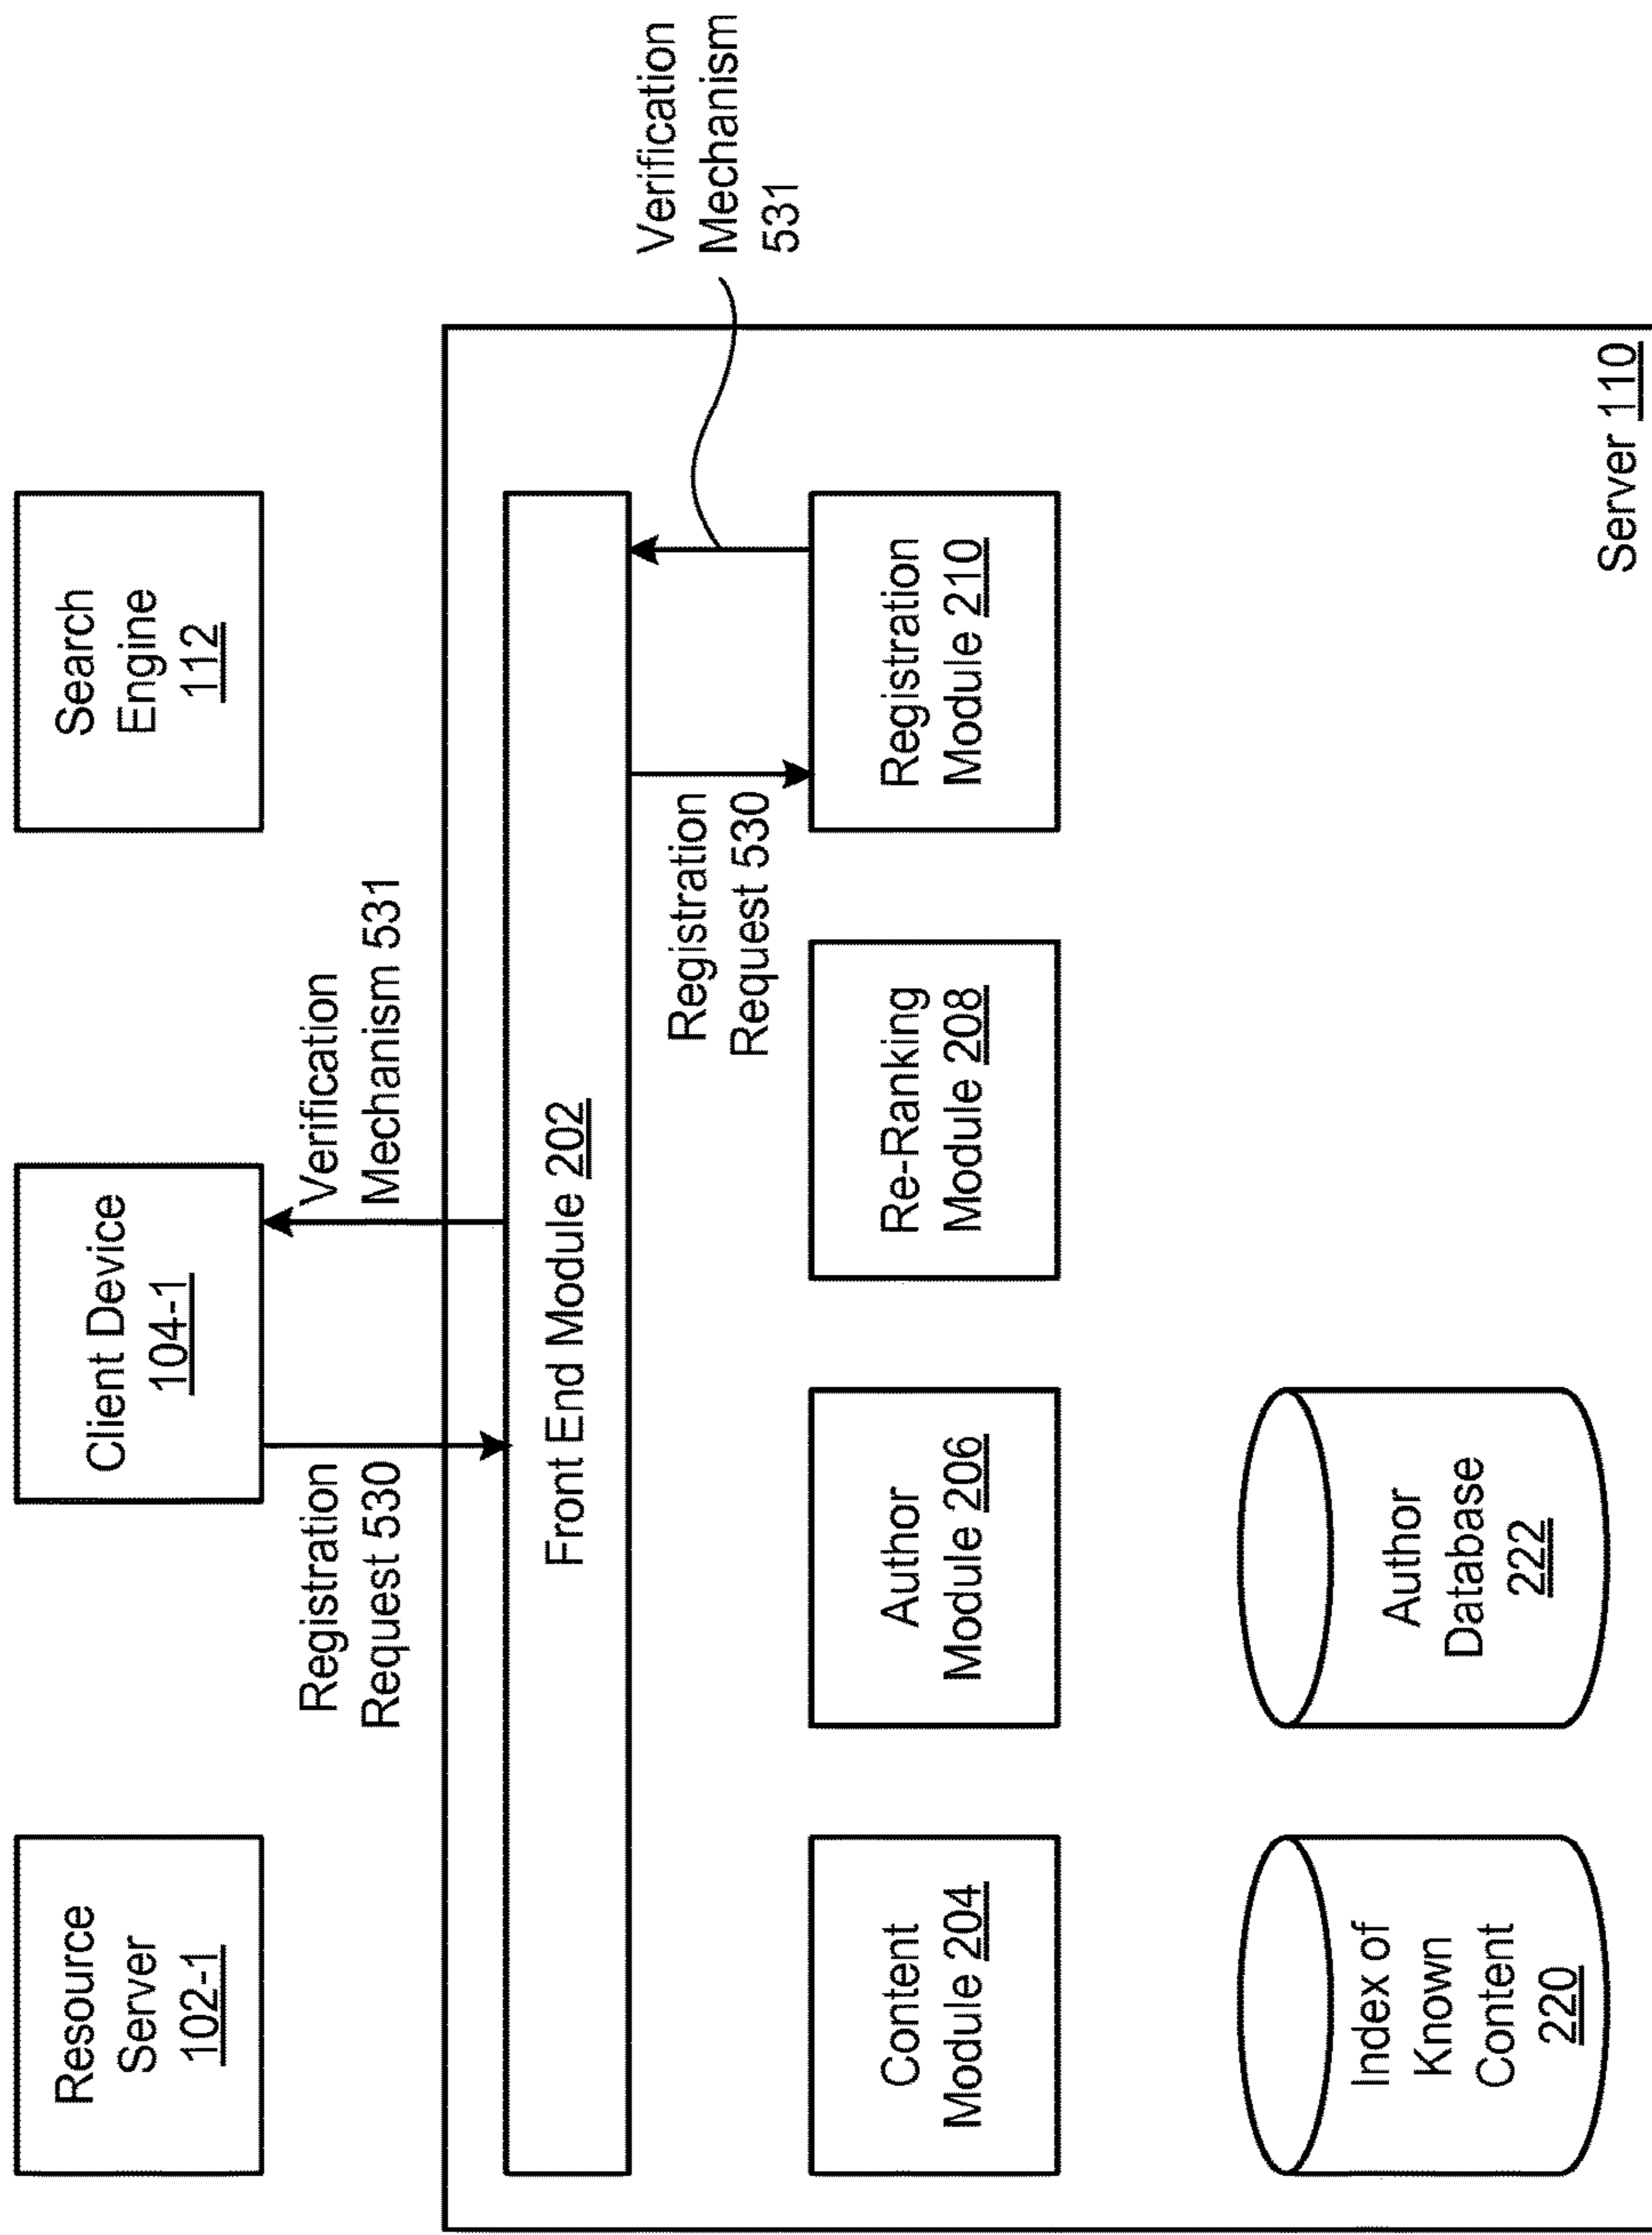 Resource
Server
102-1
Client Device
104-1
Search
Engine
112
Registration
Request 530
Verification
Mechanism 531
Front End Module 202
Registration
Request 530
Verification
Mechanism
531
Content
Module 204
Author
Module 206
Re-Ranking
Module 208
Registration
Module 210
Index of
Known
Content
220
Author
Database
222
Server 110